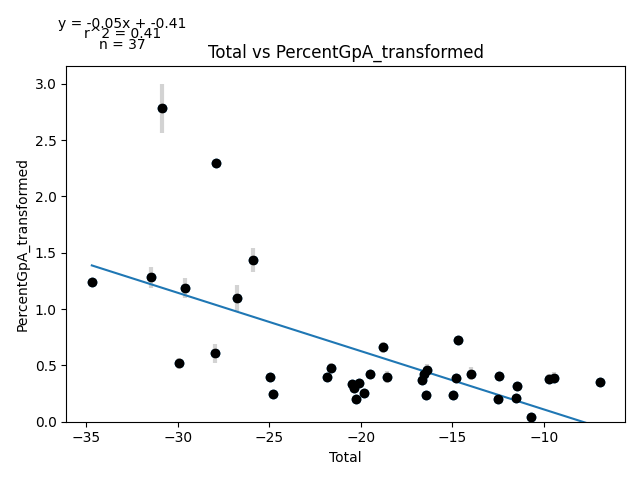 y = -0.05x + -0.41
r^2 = 0.41
n = 37
Total vs PercentGpA_transformed
PercentGpA_transformed
3.0
2.5
2.0
1.5
1.0
0.5
0.0
−35
−30
−25
−20
−15
−10
Total